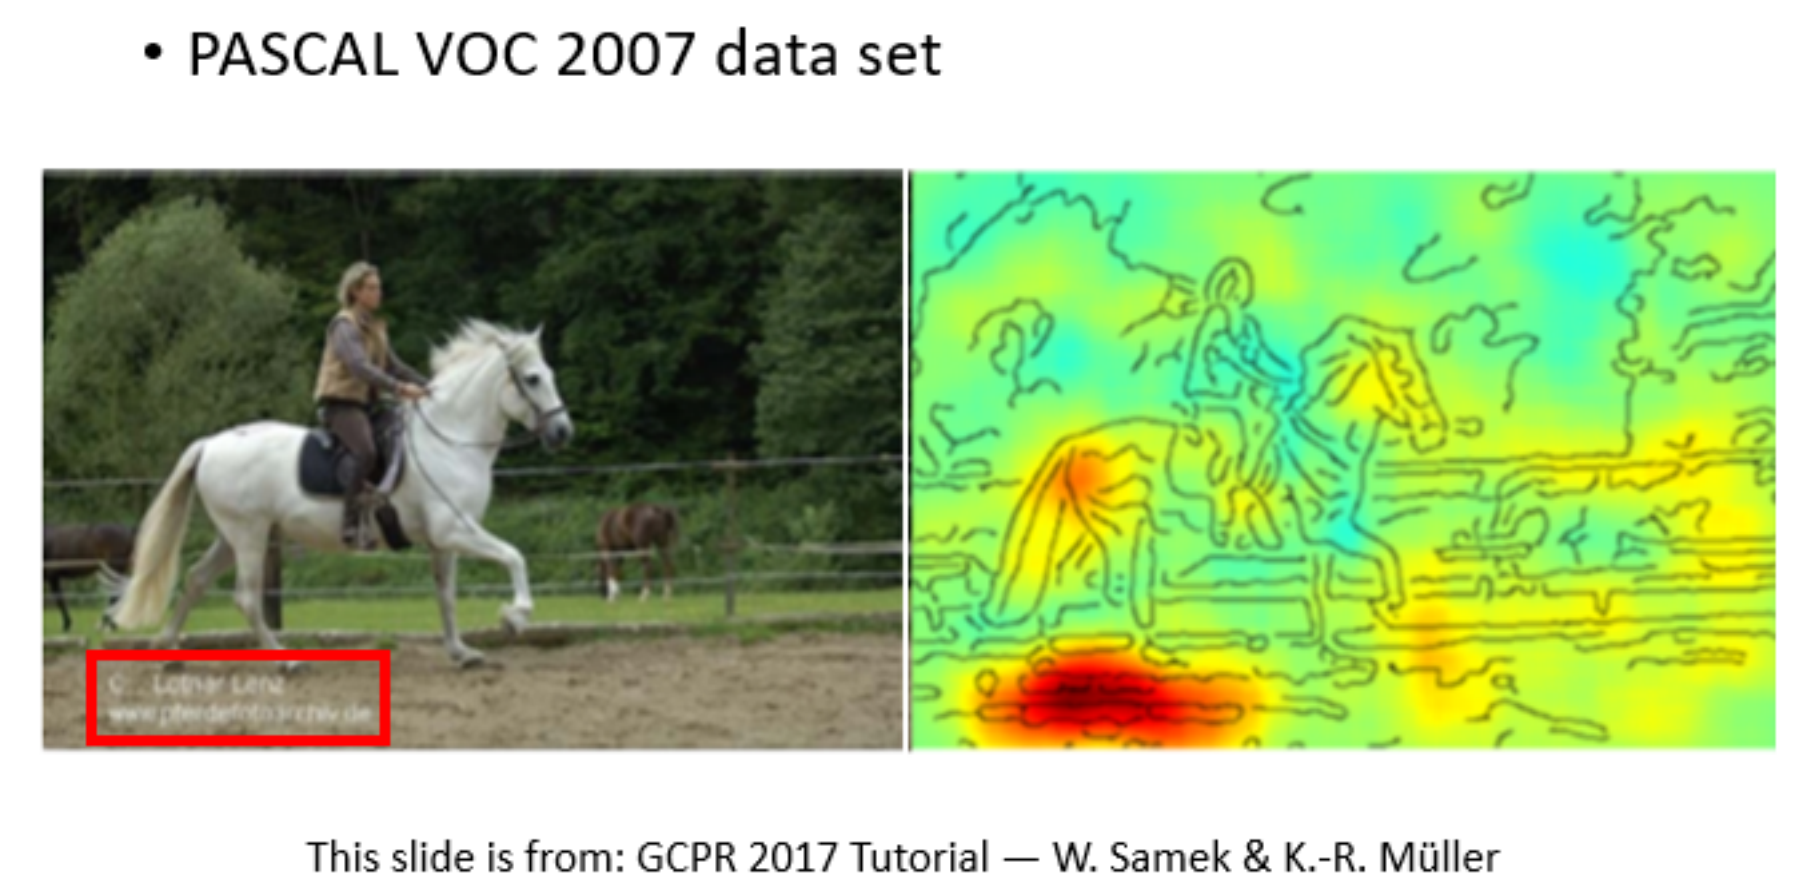 • PASCAL VOC 2007 data set
© Lothar Lenz
www.pferdefotoarchiv.de
This slide is from: GCPR 2017 Tutorial — W. Samek & K.-R. Müller